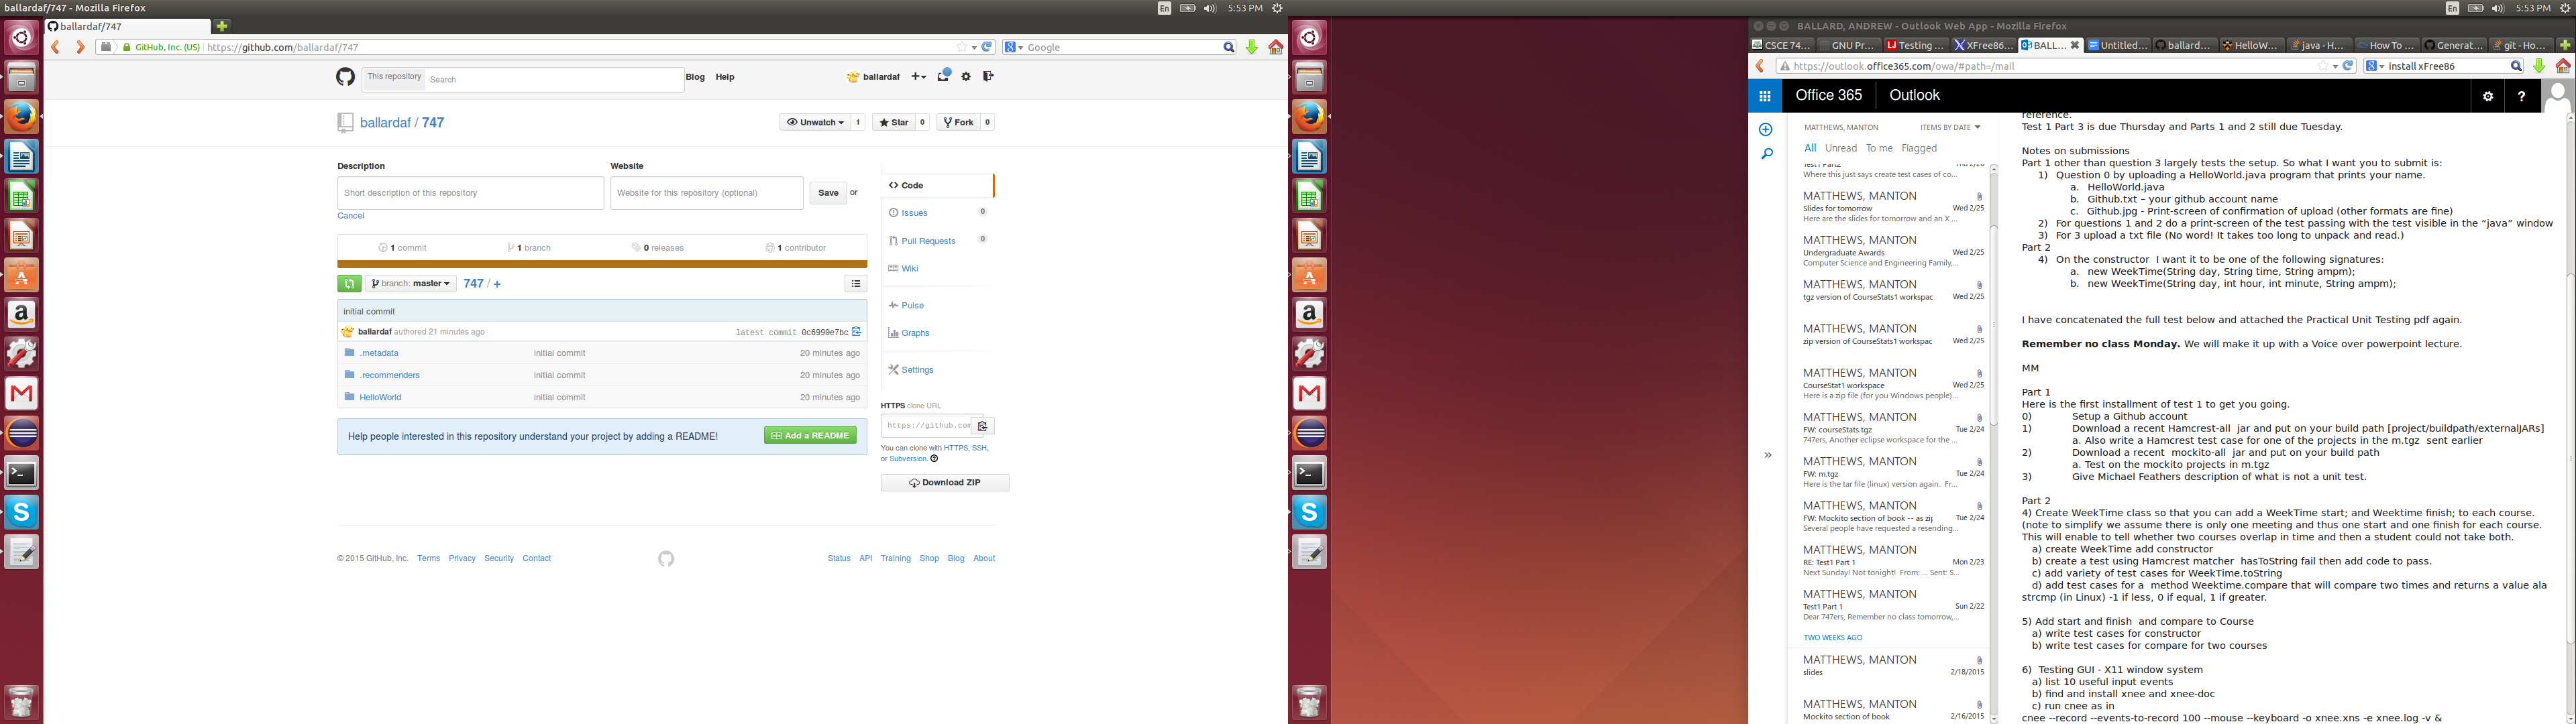 ballardaf/747 - Mozilla Firefox
En
5:53 PM
ballardaf/747
GitHub, Inc. (US)
https://github.com/ballardaf/747
Google
This repository
Search
Blog
Help
ballardaf
ballardaf / 747
Unwatch
1
Star
0
Fork
0
Description
Website
Short description of this repository
Website for this repository (optional)
Save
or
Cancel
1 commit
1 branch
0 releases
1 contributor
branch: master
747 / +
initial commit
ballardaf authored 21 minutes ago
latest commit 0c6990e7bc
.metadata
initial commit
20 minutes ago
.recommenders
initial commit
20 minutes ago
HelloWorld
initial commit
20 minutes ago
Help people interested in this repository understand your project by adding a README!
Add a README
Code
Issues
0
Pull Requests
0
Wiki
Pulse
Graphs
Settings
HTTPS clone URL
https://github.com
You can clone with HTTPS, SSH,
or Subversion.
Download ZIP
© 2015 GitHub, Inc.
Terms
Privacy
Security
Contact
Status
API
Training
Shop
Blog
About
En
5:53 PM
BALLARD, ANDREW - Outlook Web App - Mozilla Firefox
CSCE 74...
GNU Pr...
Testing ...
XFree86...
BALL...
Untitled...
ballard...
HelloW...
java - H...
How To ...
Generat...
git - Ho...
https://outlook.office365.com/owa/#path=/mail
install xFree86
Office 365
Outlook
?
MATTHEWS, MANTON
ITEMS BY DATE
All
Unread
To me
Flagged
Test1 Part2
Thu 2/26
Where this just says create test cases of co...
MATTHEWS, MANTON
Slides for tomorrow
Wed 2/25
Here are the slides for tomorrow and an X ...
MATTHEWS, MANTON
Undergraduate Awards
Wed 2/25
Computer Science and Engineering Family,...
MATTHEWS, MANTON
tgz version of CourseStats1 workspac
Wed 2/25
MATTHEWS, MANTON
zip version of CourseStats1 workspac
Wed 2/25
MATTHEWS, MANTON
CourseStat1 workspace
Wed 2/25
Here is a zip file (for you Windows people)...
MATTHEWS, MANTON
FW: courseStats.tgz
Tue 2/24
747ers, Another eclipse workspace for the ...
MATTHEWS, MANTON
FW: m.tgz
Tue 2/24
Here is the tar file (linux) version again. Fr...
MATTHEWS, MANTON
FW: Mockito section of book -- as zip
Tue 2/24
Several people have requested a resending...
MATTHEWS, MANTON
RE: Test1 Part 1
Mon 2/23
Next Sunday! Not tonight! From: ... Sent: S...
MATTHEWS, MANTON
Test1 Part 1
Sun 2/22
Dear 747ers, Remember no class tomorrow,...
TWO WEEKS AGO
MATTHEWS, MANTON
slides
2/18/2015
MATTHEWS, MANTON
Mockito section of book
2/16/2015
reference.
Test 1 Part 3 is due Thursday and Parts 1 and 2 still due Tuesday.
Notes on submissions
Part 1 other than question 3 largely tests the setup. So what I want you to submit is:
1) Question 0 by uploading a HelloWorld.java program that prints your name.
a. HelloWorld.java
b. Github.txt – your github account name
c. Github.jpg - Print-screen of confirmation of upload (other formats are fine)
2) For questions 1 and 2 do a print-screen of the test passing with the test visible in the “java” window
3) For 3 upload a txt file (No word! It takes too long to unpack and read.)
Part 2
4) On the constructor I want it to be one of the following signatures:
a. new WeekTime(String day, String time, String ampm);
b. new WeekTime(String day, int hour, int minute, String ampm);
I have concatenated the full test below and attached the Practical Unit Testing pdf again.
Remember no class Monday. We will make it up with a Voice over powerpoint lecture.
MM
Part 1
Here is the first installment of test 1 to get you going.
0) Setup a Github account
1) Download a recent Hamcrest-all jar and put on your build path [project/buildpath/externalJARs]
a. Also write a Hamcrest test case for one of the projects in the m.tgz sent earlier
2) Download a recent mockito-all jar and put on your build path
a. Test on the mockito projects in m.tgz
3) Give Michael Feathers description of what is not a unit test.
Part 2
4) Create WeekTime class so that you can add a WeekTime start; and Weektime finish; to each course.
(note to simplify we assume there is only one meeting and thus one start and one finish for each course.
This will enable to tell whether two courses overlap in time and then a student could not take both.
a) create WeekTime add constructor
b) create a test using Hamcrest matcher hasToString fail then add code to pass.
c) add variety of test cases for WeekTime.toString
d) add test cases for a method Weektime.compare that will compare two times and returns a value ala
strcmp (in Linux) -1 if less, 0 if equal, 1 if greater.
5) Add start and finish and compare to Course
a) write test cases for constructor
b) write test cases for compare for two courses
6) Testing GUI - X11 window system
a) list 10 useful input events
b) find and install xnee and xnee-doc
c) run cnee as in
cnee --record --events-to-record 100 --mouse --keyboard -o xnee.xns -e xnee.log -v &